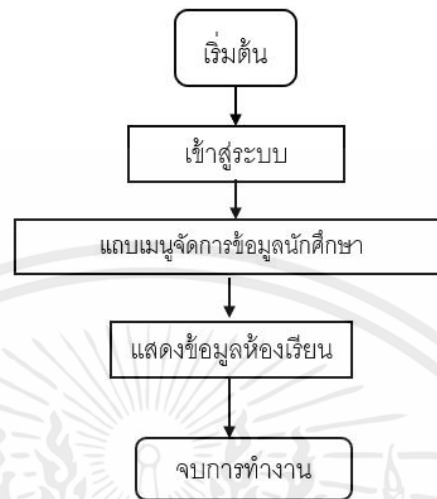 เริ่มต้น
เข้าสู่ระบบ
แถบเมนูจัดการข้อมูลนักศึกษา
แสดงข้อมูลห้องเรียน
จบการทำงาน